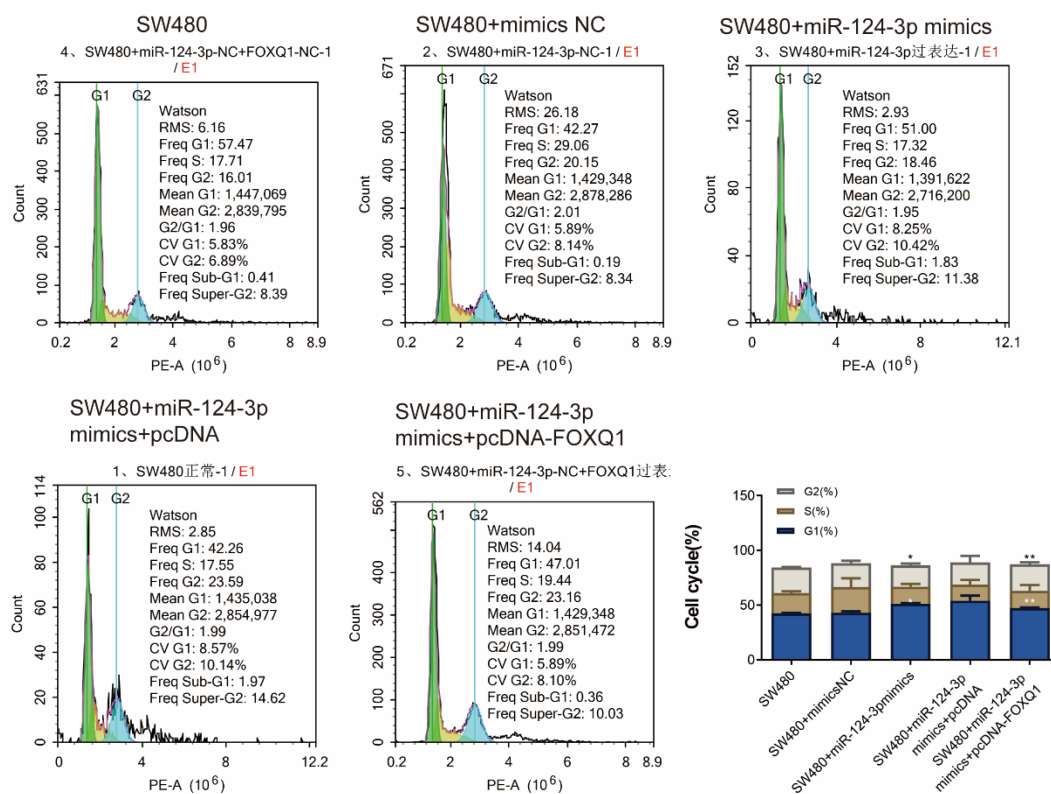 SW480
4、SW480+miR-124-3p-NC+FOXQ1-NC-1
/ E1
631
G1
G2
Watson
RMS: 6.16
Freq G1: 57.47
Freq S: 17.71
Freq G2: 16.01
Mean G1: 1,447,069
Mean G2: 2,839,795
G2/G1: 1.96
CV G1: 5.83%
CV G2: 6.89%
Freq Sub-G1: 0.41
Freq Super-G2: 8.39
Count
500
400
300
200
100
0
0.2
2
4
6
8
8.9
PE-A (10⁶)
SW480+mimics NC
2、SW480+miR-124-3p-NC-1/ E1
671
G1
G2
Watson
RMS: 26.18
Freq G1: 42.27
Freq S: 29.06
Freq G2: 20.15
Mean G1: 1,429,348
Mean G2: 2,878,286
G2/G1: 2.01
CV G1: 5.89%
CV G2: 8.14%
Freq Sub-G1: 0.19
Freq Super-G2: 8.34
Count
500
400
300
200
100
0
0.2
2
4
6
8
8.9
PE-A (10⁶)
SW480+miR-124-3p mimics
3、SW480+miR-124-3p过表达-1 / E1
152
G1
G2
Watson
RMS: 2.93
Freq G1: 51.00
Freq S: 17.32
Freq G2: 18.46
Mean G1: 1,391,622
Mean G2: 2,716,200
G2/G1: 1.95
CV G1: 8.25%
CV G2: 10.42%
Freq Sub-G1: 1.83
Freq Super-G2: 11.38
Count
120
80
40
0
0
2
4
6
12.1
PE-A (10⁶)
SW480+miR-124-3p
mimics+pcDNA
1、SW480正常-1 / E1
114
G1
G2
Watson
RMS: 2.85
Freq G1: 42.26
Freq S: 17.55
Freq G2: 23.59
Mean G1: 1,435,038
Mean G2: 2,854,977
G2/G1: 1.99
CV G1: 8.57%
CV G2: 10.14%
Freq Sub-G1: 1.97
Freq Super-G2: 14.62
Count
100
80
60
40
20
0
0
4
8
12.2
PE-A (10⁶)
SW480+miR-124-3p
mimics+pcDNA-FOXQ1
5、SW480+miR-124-3p-NC+FOXQ1过表
/ E1
562
G1
G2
Watson
RMS: 14.04
Freq G1: 47.01
Freq S: 19.44
Freq G2: 23.16
Mean G1: 1,429,348
Mean G2: 2,851,472
G2/G1: 1.99
CV G1: 5.89%
CV G2: 8.10%
Freq Sub-G1: 0.36
Freq Super-G2: 10.03
Count
400
300
200
100
0
0.2
2
4
6
8
8.9
PE-A (10⁶)
G2(%)
S(%)
G1(%)
Cell cycle(%)
150
100
50
0
*
**
*
**
SW480
SW480+mimicsNC
SW480+miR-124-3pmimics
SW480+miR-124-3p
mimics+pcDNA
SW480+miR-124-3p
mimics+pcDNA-FOXQ1